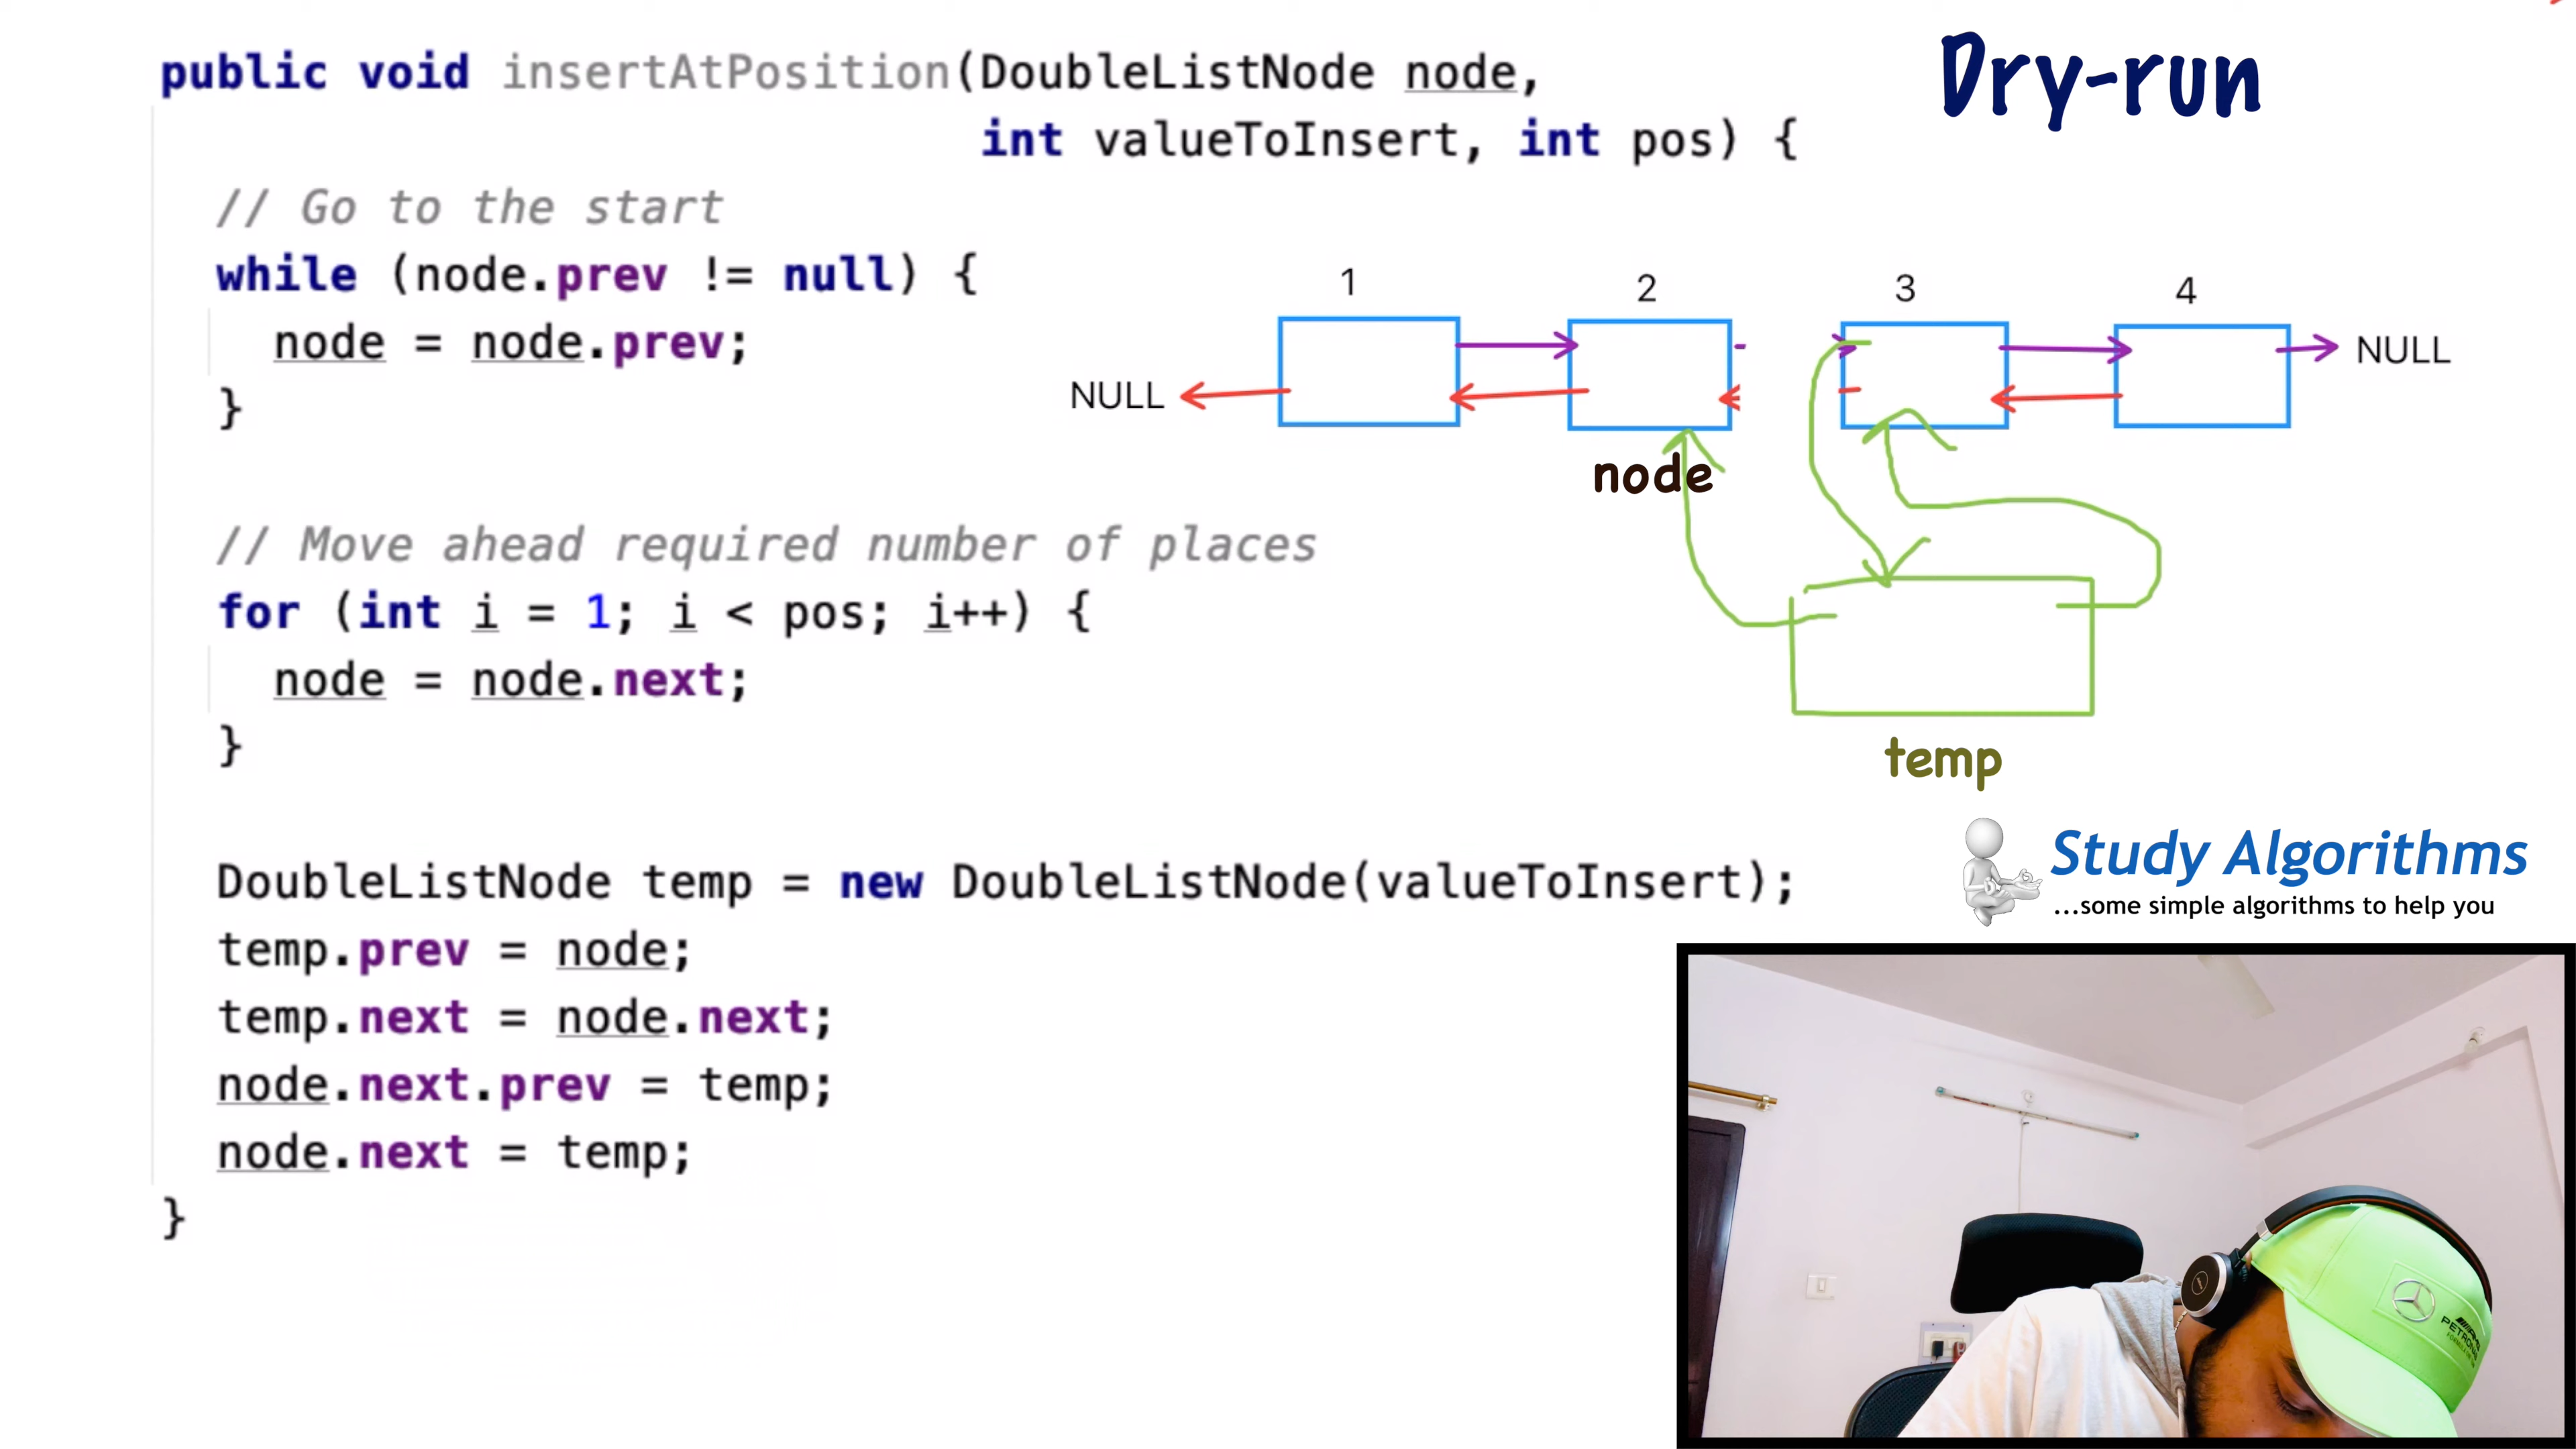 public void insertAtPosition(DoubleListNode node,
int valueToInsert, int pos) {
// Go to the start
while (node.prev != null) {
node = node.prev;
}
// Move ahead required number of places
for (int i = 1; i < pos; i++) {
node = node.next;
}
DoubleListNode temp = new DoubleListNode(valueToInsert);
temp.prev = node;
temp.next = node.next;
node.next.prev = temp;
node.next = temp;
}
Dry-run
1 2 3 4
NULL
NULL
node
temp
Study Algorithms
...some simple algorithms to help you
PETRONAS